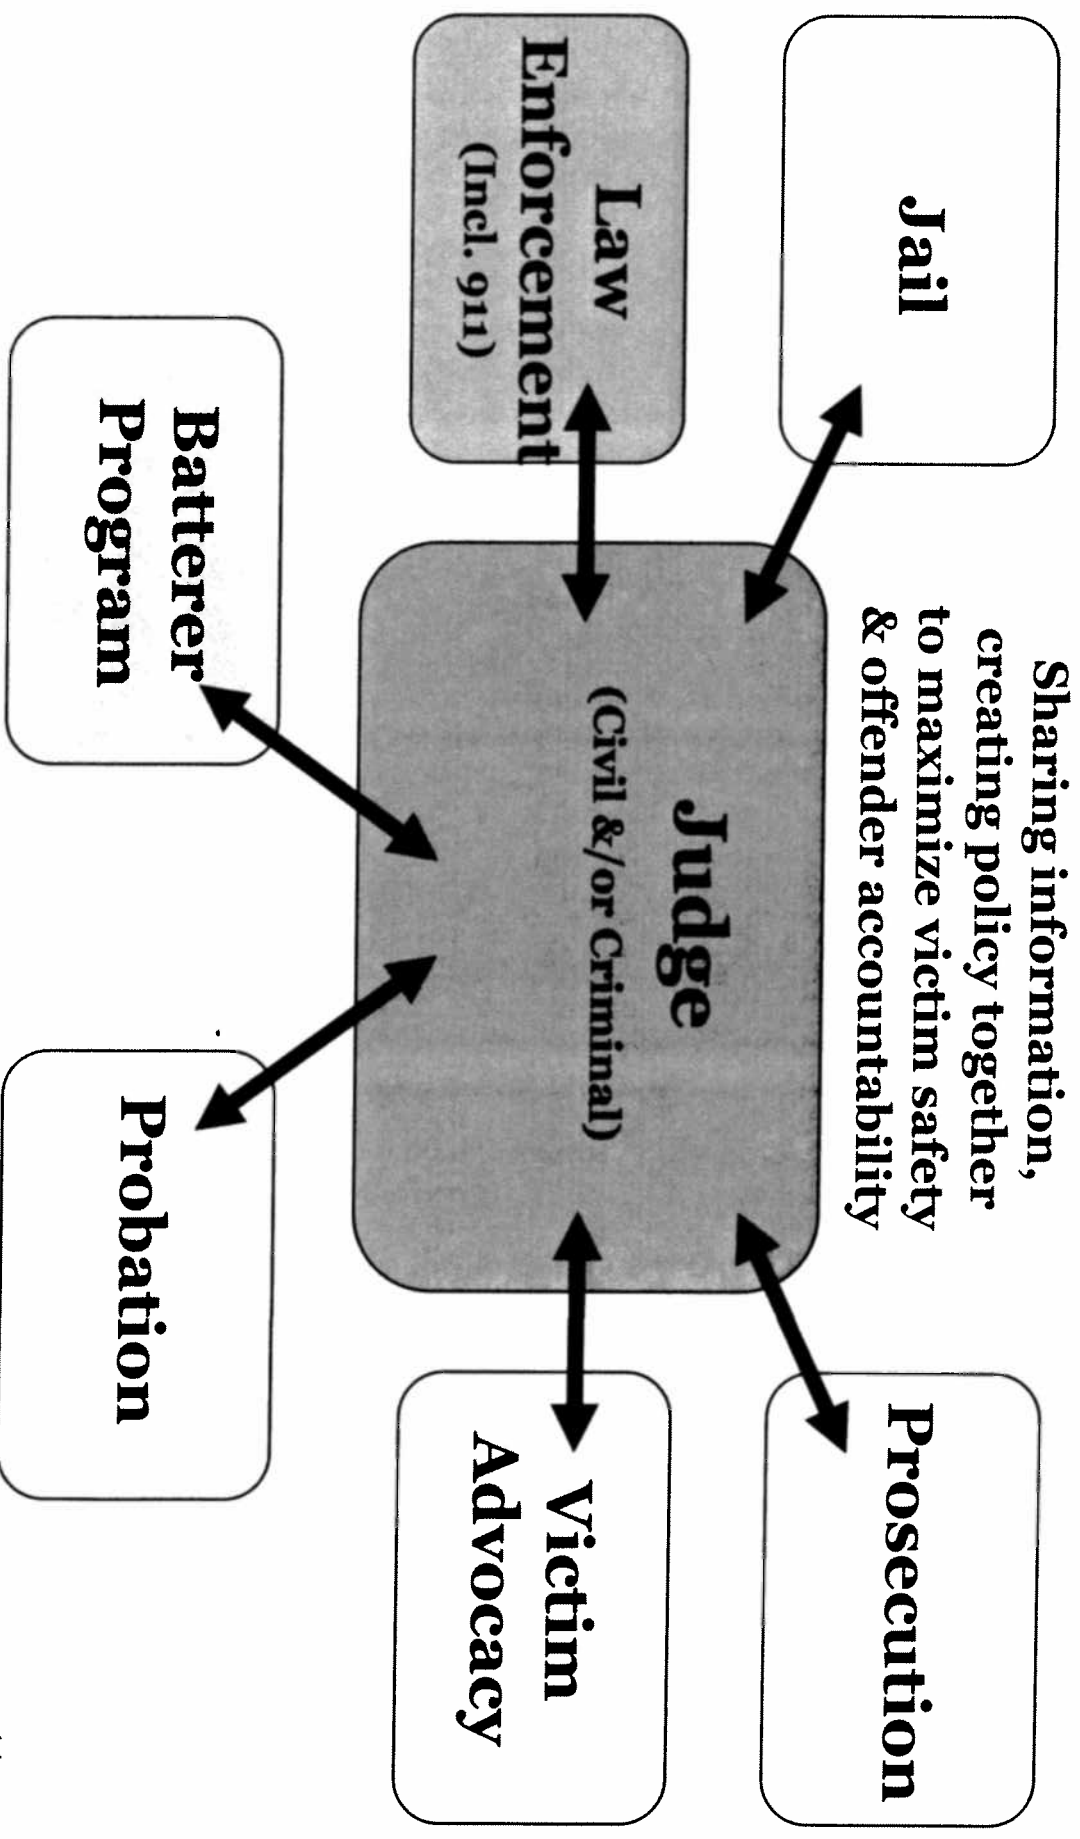 Sharing information,
creating policy together
to maximize victim safety
& offender accountability
Jail
Prosecution
Law
Enforcement
(Incl. 911)
Judge
(Civil &/or Criminal)
Victim
Advocacy
Batterer
Program
Probation